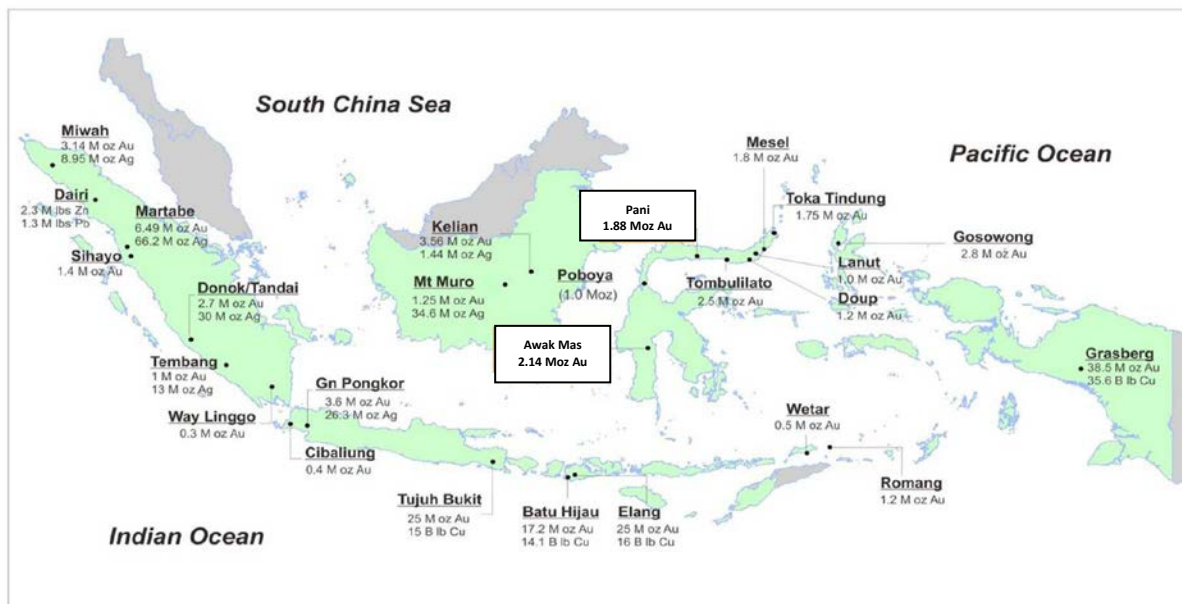 South China Sea
Pacific Ocean
Indian Ocean
Miwah
3.14 M oz Au
8.95 M oz Ag
Dairi
2.3 M lbs Zn
1.3 M lbs Pb
Martabe
6.49 M oz Au
66.2 M oz Ag
Sihayo
1.4 M oz Au
Donok/Tandai
2.7 M oz Au
30 M oz Ag
Tembang
1 M oz Au
13 M oz Ag
Way Linggo
0.3 M oz Au
Gn Pongkor
3.6 M oz Au
26.3 M oz Ag
Cibaliung
0.4 M oz Au
Kelian
3.56 M oz Au
1.44 M oz Ag
Mt Muro
1.25 M oz Au
34.6 M oz Ag
Poboya
(1.0 Moz)
Pani
1.88 Moz Au
Awak Mas
2.14 Moz Au
Mesel
1.8 M oz Au
Toka Tindung
1.75 M oz Au
Gosowong
2.8 M oz Au
Lanut
1.0 M oz Au
Doup
1.2 M oz Au
Tombulilato
2.5 M oz Au
Grasberg
38.5 M oz Au
35.6 B lb Cu
Wetar
0.5 M oz Au
Romang
1.2 M oz Au
Tujuh Bukit
25 M oz Au
15 B lb Cu
Batu Hijau
17.2 M oz Au
14.1 B lb Cu
Elang
25 M oz Au
16 B lb Cu